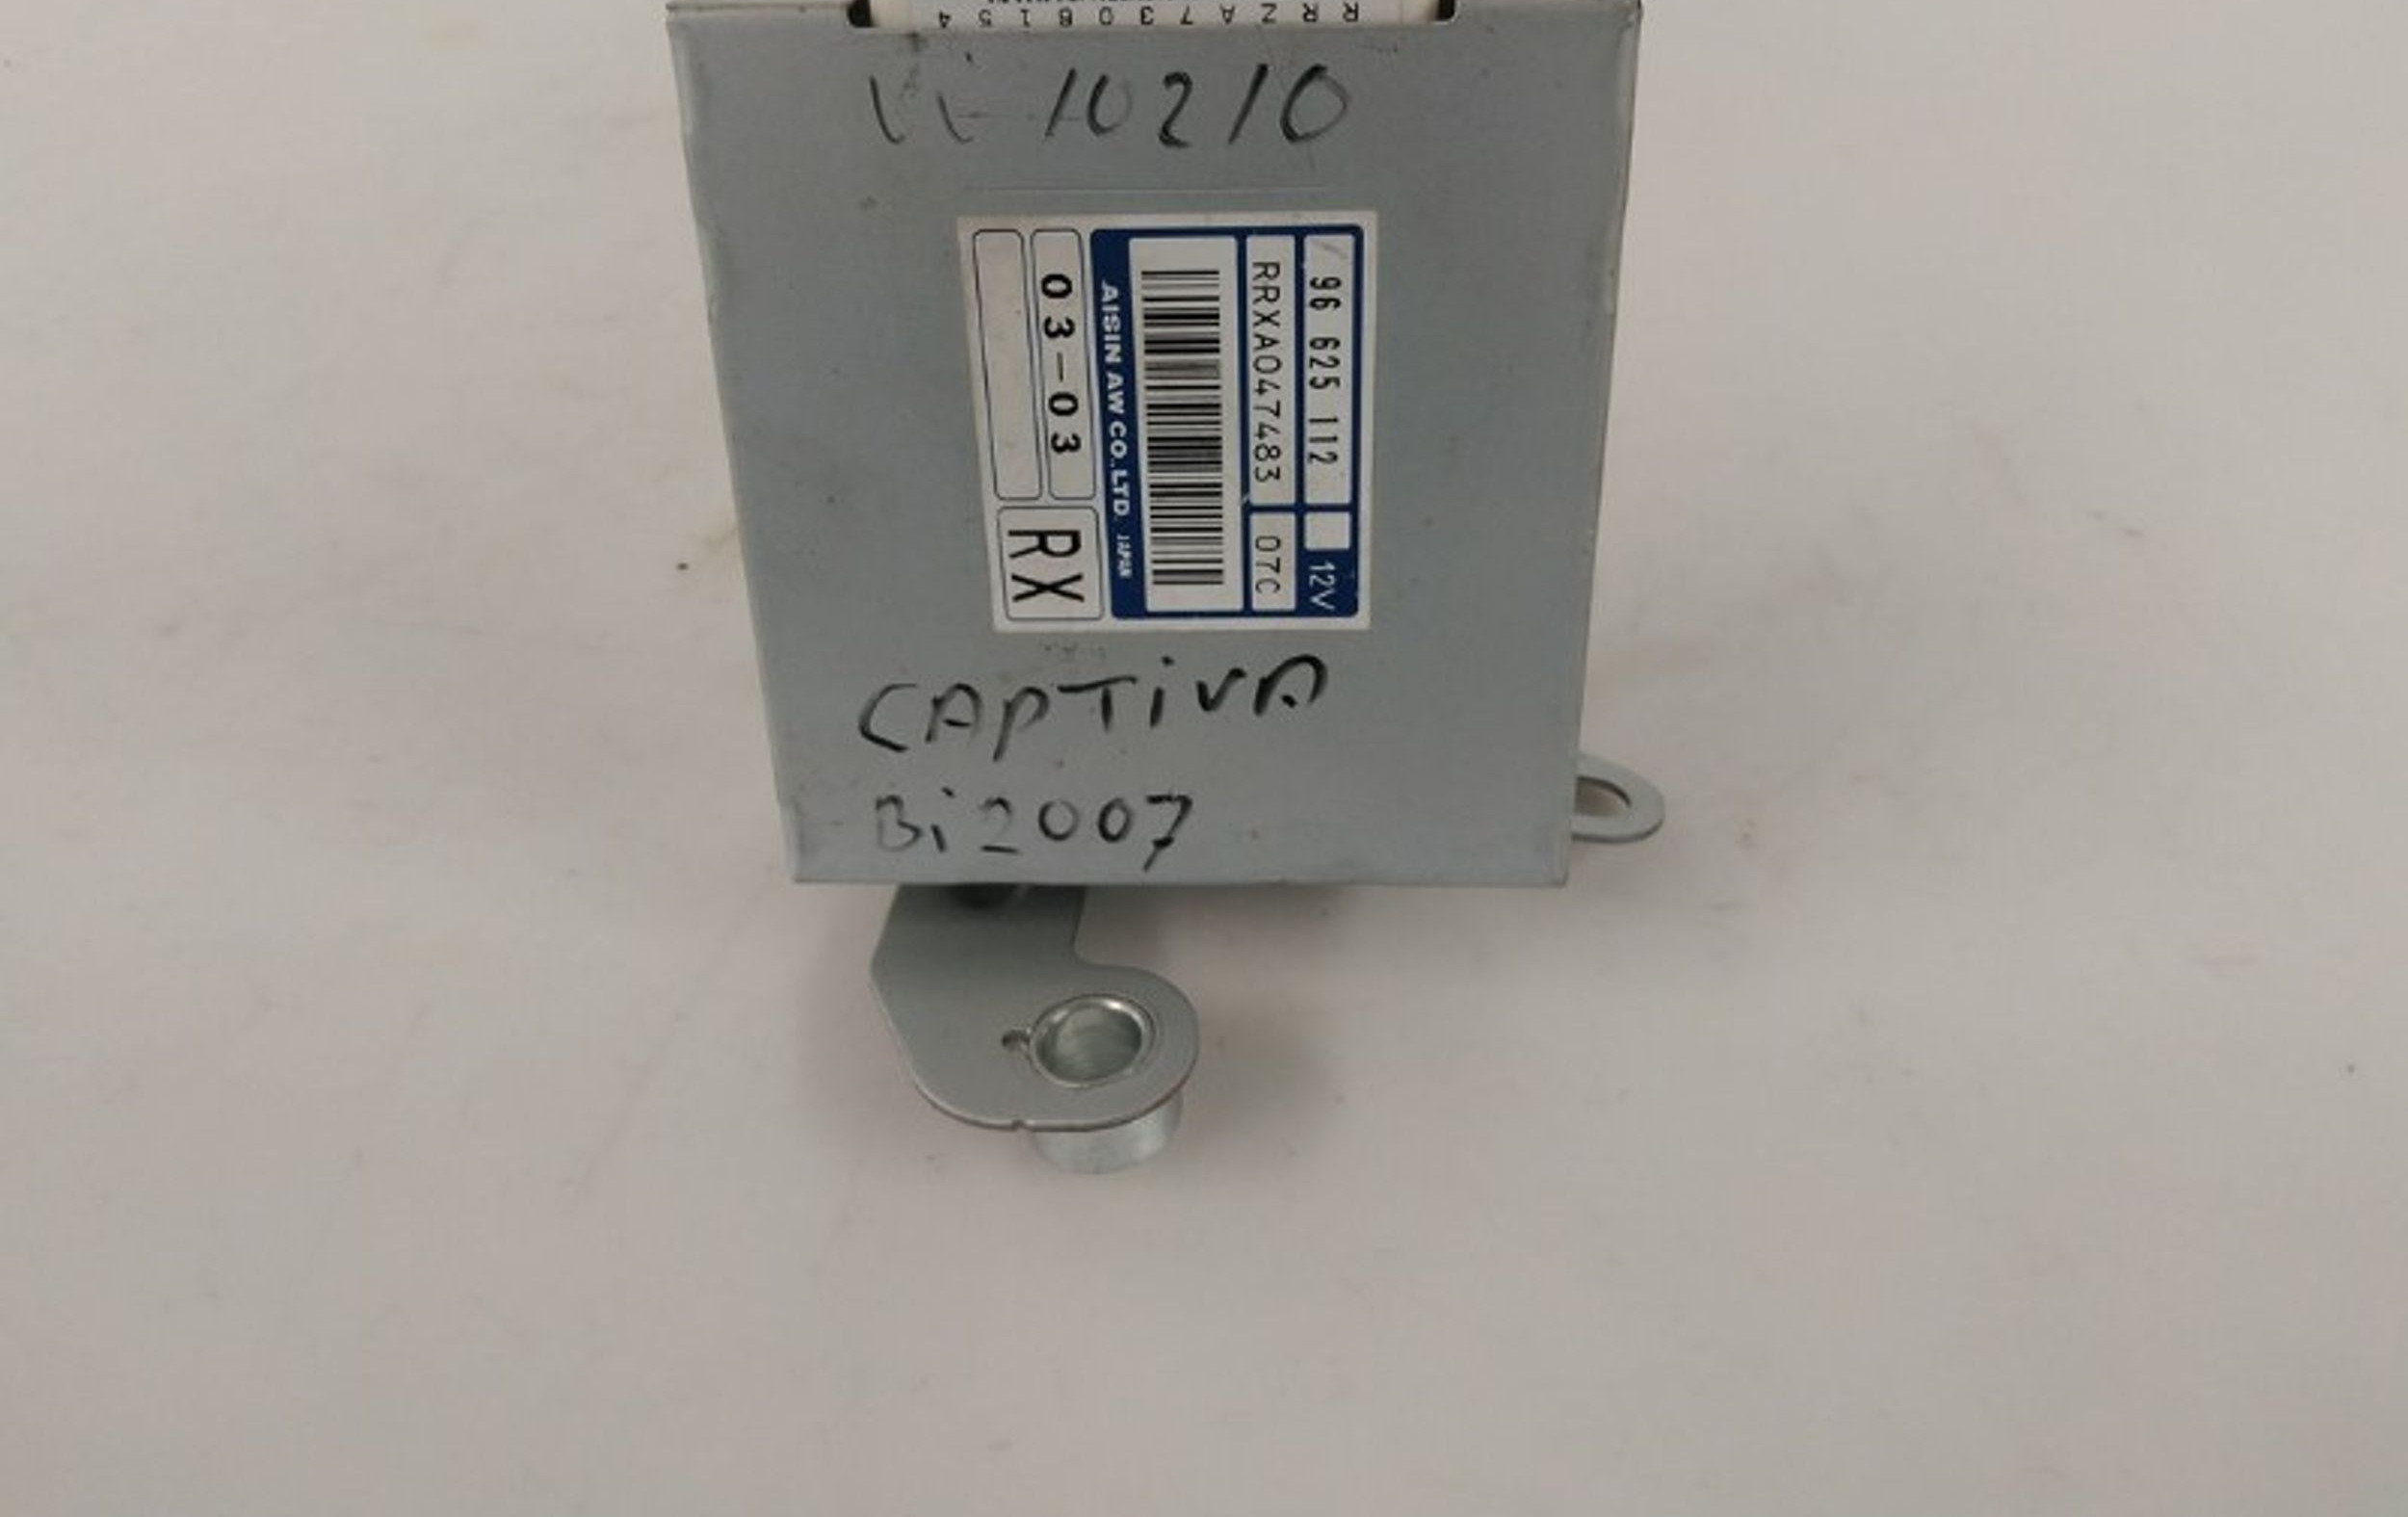 RRZA7308154
10210
96 625 112 12V
RRXA047483 07C
AISIN AW CO., LTD. JAPAN
03-03
RX
CAPTiVA
Bi2007